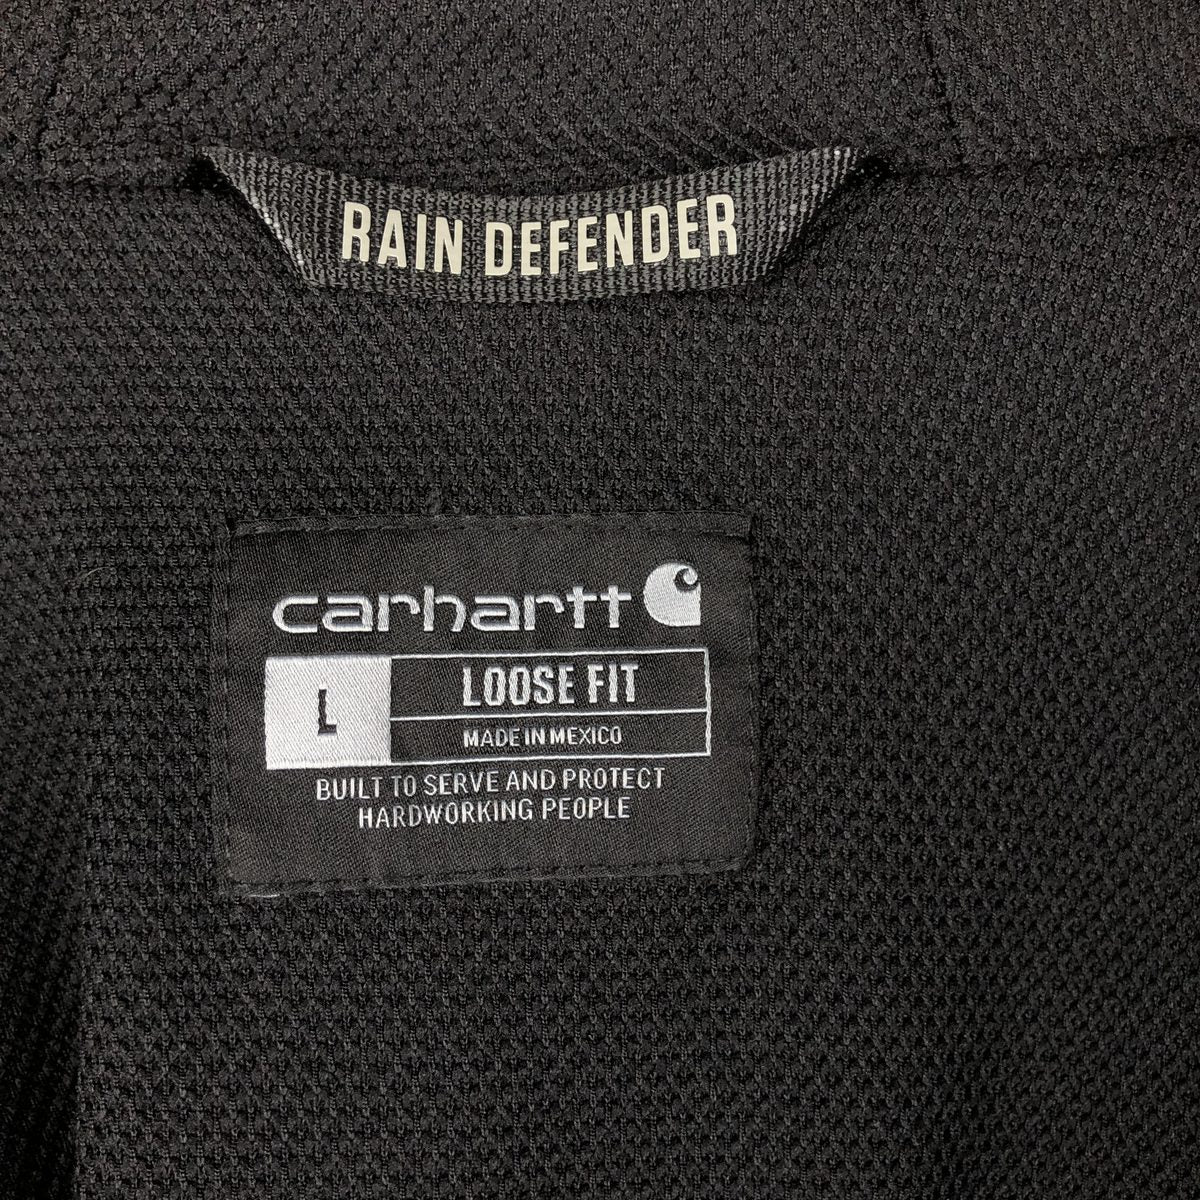 RAIN DEFENDER
carhartt
L
LOOSE FIT
MADE IN MEXICO
BUILT TO SERVE AND PROTECT
HARDWORKING PEOPLE